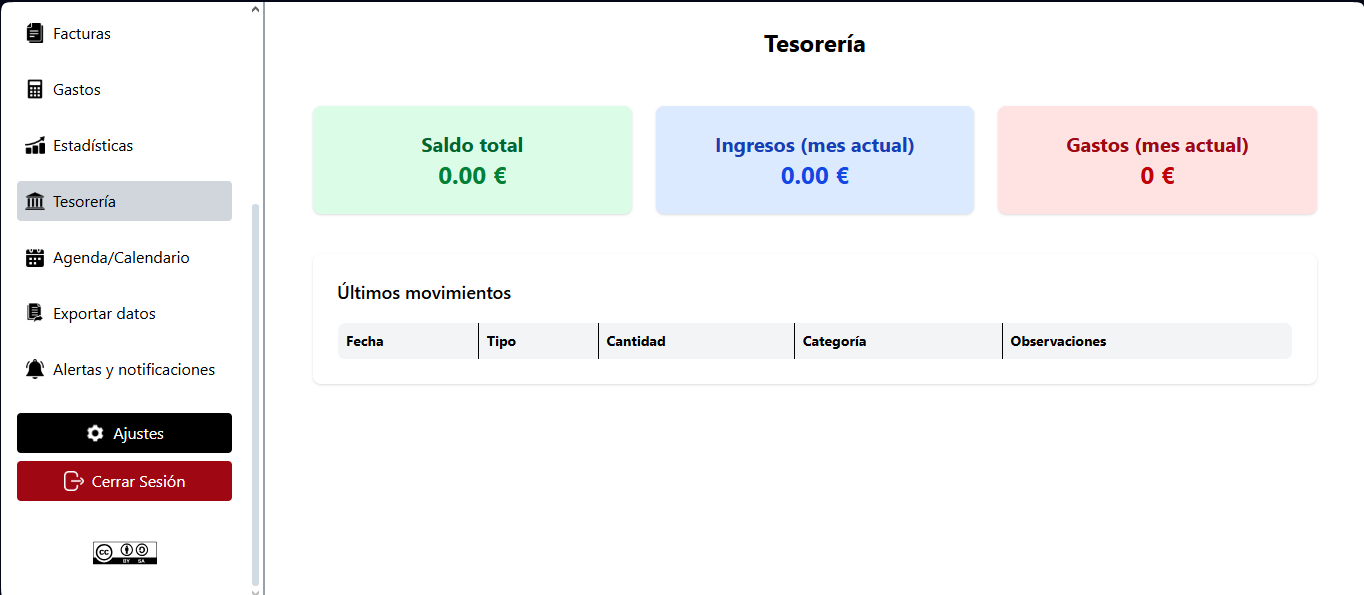 Facturas
Gastos
Estadísticas
Tesorería
Agenda/Calendario
Exportar datos
Alertas y notificaciones
Ajustes
Cerrar Sesión
cc
BY SA
Tesorería
Saldo total
0.00 €
Ingresos (mes actual)
0.00 €
Gastos (mes actual)
0 €
Últimos movimientos
Fecha Tipo Cantidad Categoría Observaciones